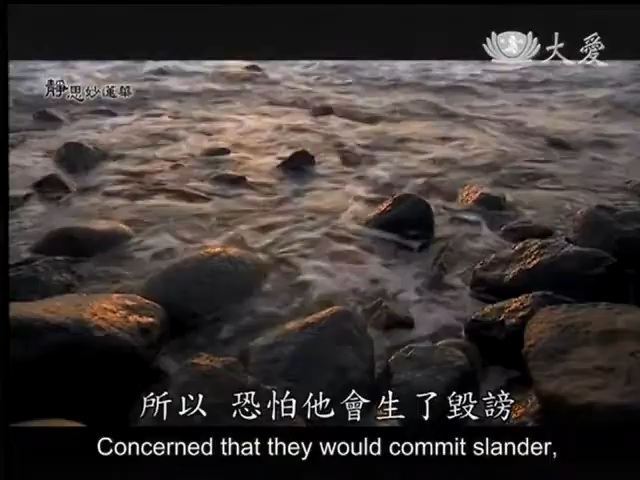 大愛
靜思妙蓮華
所以 恐怕他會生了毀謗
Concerned that they would commit slander,